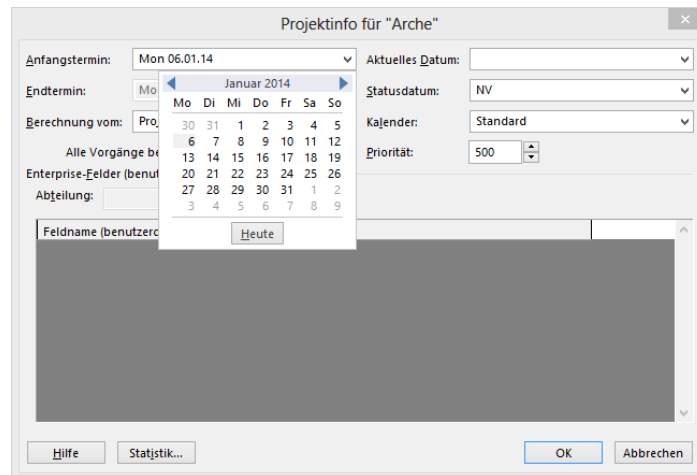 Projektinfo für "Arche"
Anfangstermin: Mon 06.01.14 Aktuelles Datum:
Endtermin: Mo Statusdatum: NV
Berechnung vom: Kalender: Standard
Alle Vorgänge Priorität: 500
Januar 2014
Mo Di Mi Do Fr Sa So
30 31 1 2 3 4 5
6 7 8 9 10 11 12
13 14 15 16 17 18 19
20 21 22 23 24 25 26
27 28 29 30 31 1 2
3 4 5 6 7 8 9
Heute
Enterprise-Felder
Abteilung:
Feldname
Hilfe Statistik... OK Abbrechen